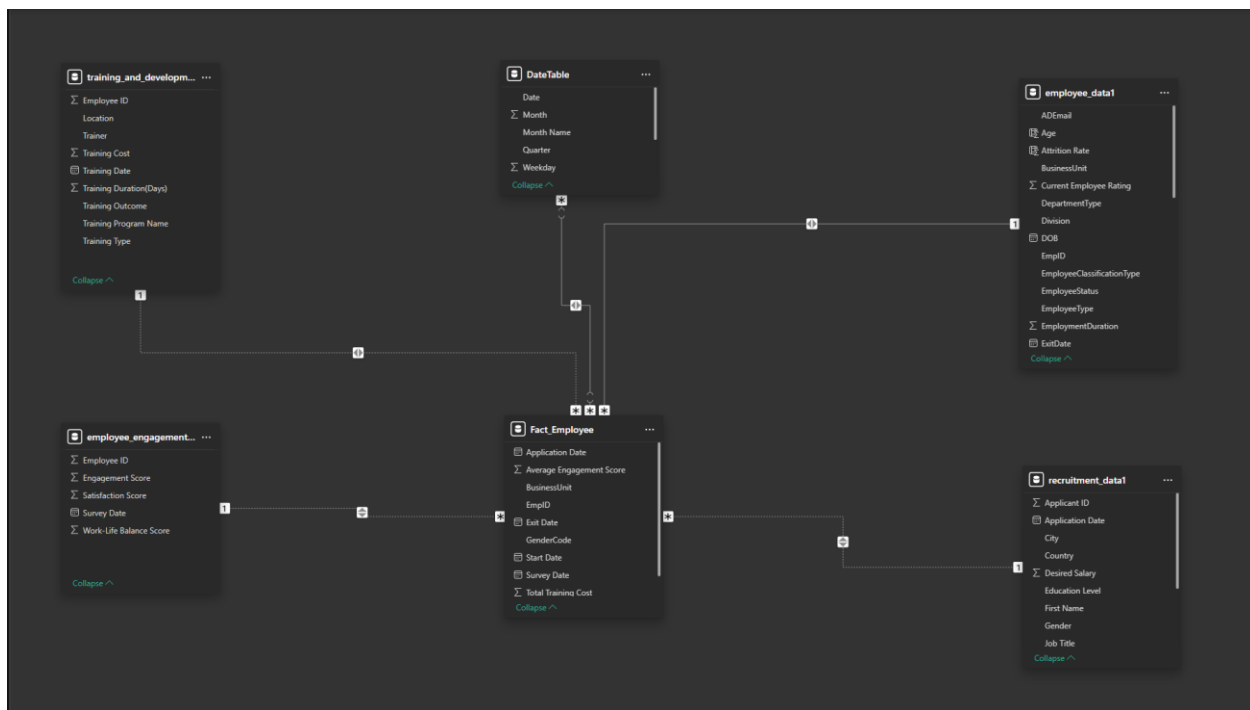 training_and_developm... ...
Σ Employee ID
Location
Trainer
Σ Training Cost
Training Date
Σ Training Duration(Days)
Training Outcome
Training Program Name
Training Type
Collapse
1
DateTable ...
Date
Σ Month
Month Name
Quarter
Σ Weekday
Collapse
*
employee_data1 ...
ADEmail
Age
Attrition Rate
BusinessUnit
Σ Current Employee Rating
DepartmentType
Division
DOB
EmpID
EmployeeClassificationType
EmployeeStatus
EmployeeType
Σ EmploymentDuration
ExitDate
Collapse
1
employee_engagement... ...
Σ Employee ID
Σ Engagement Score
Σ Satisfaction Score
Survey Date
Σ Work-Life Balance Score
Collapse
1
* * *
Fact_Employee ...
Application Date
Σ Average Engagement Score
BusinessUnit
EmpID
Exit Date
GenderCode
Start Date
Survey Date
Σ Total Training Cost
Collapse
*
*
recruitment_data1 ...
Σ Applicant ID
Application Date
City
Country
Σ Desired Salary
Education Level
First Name
Gender
Job Title
Collapse
1